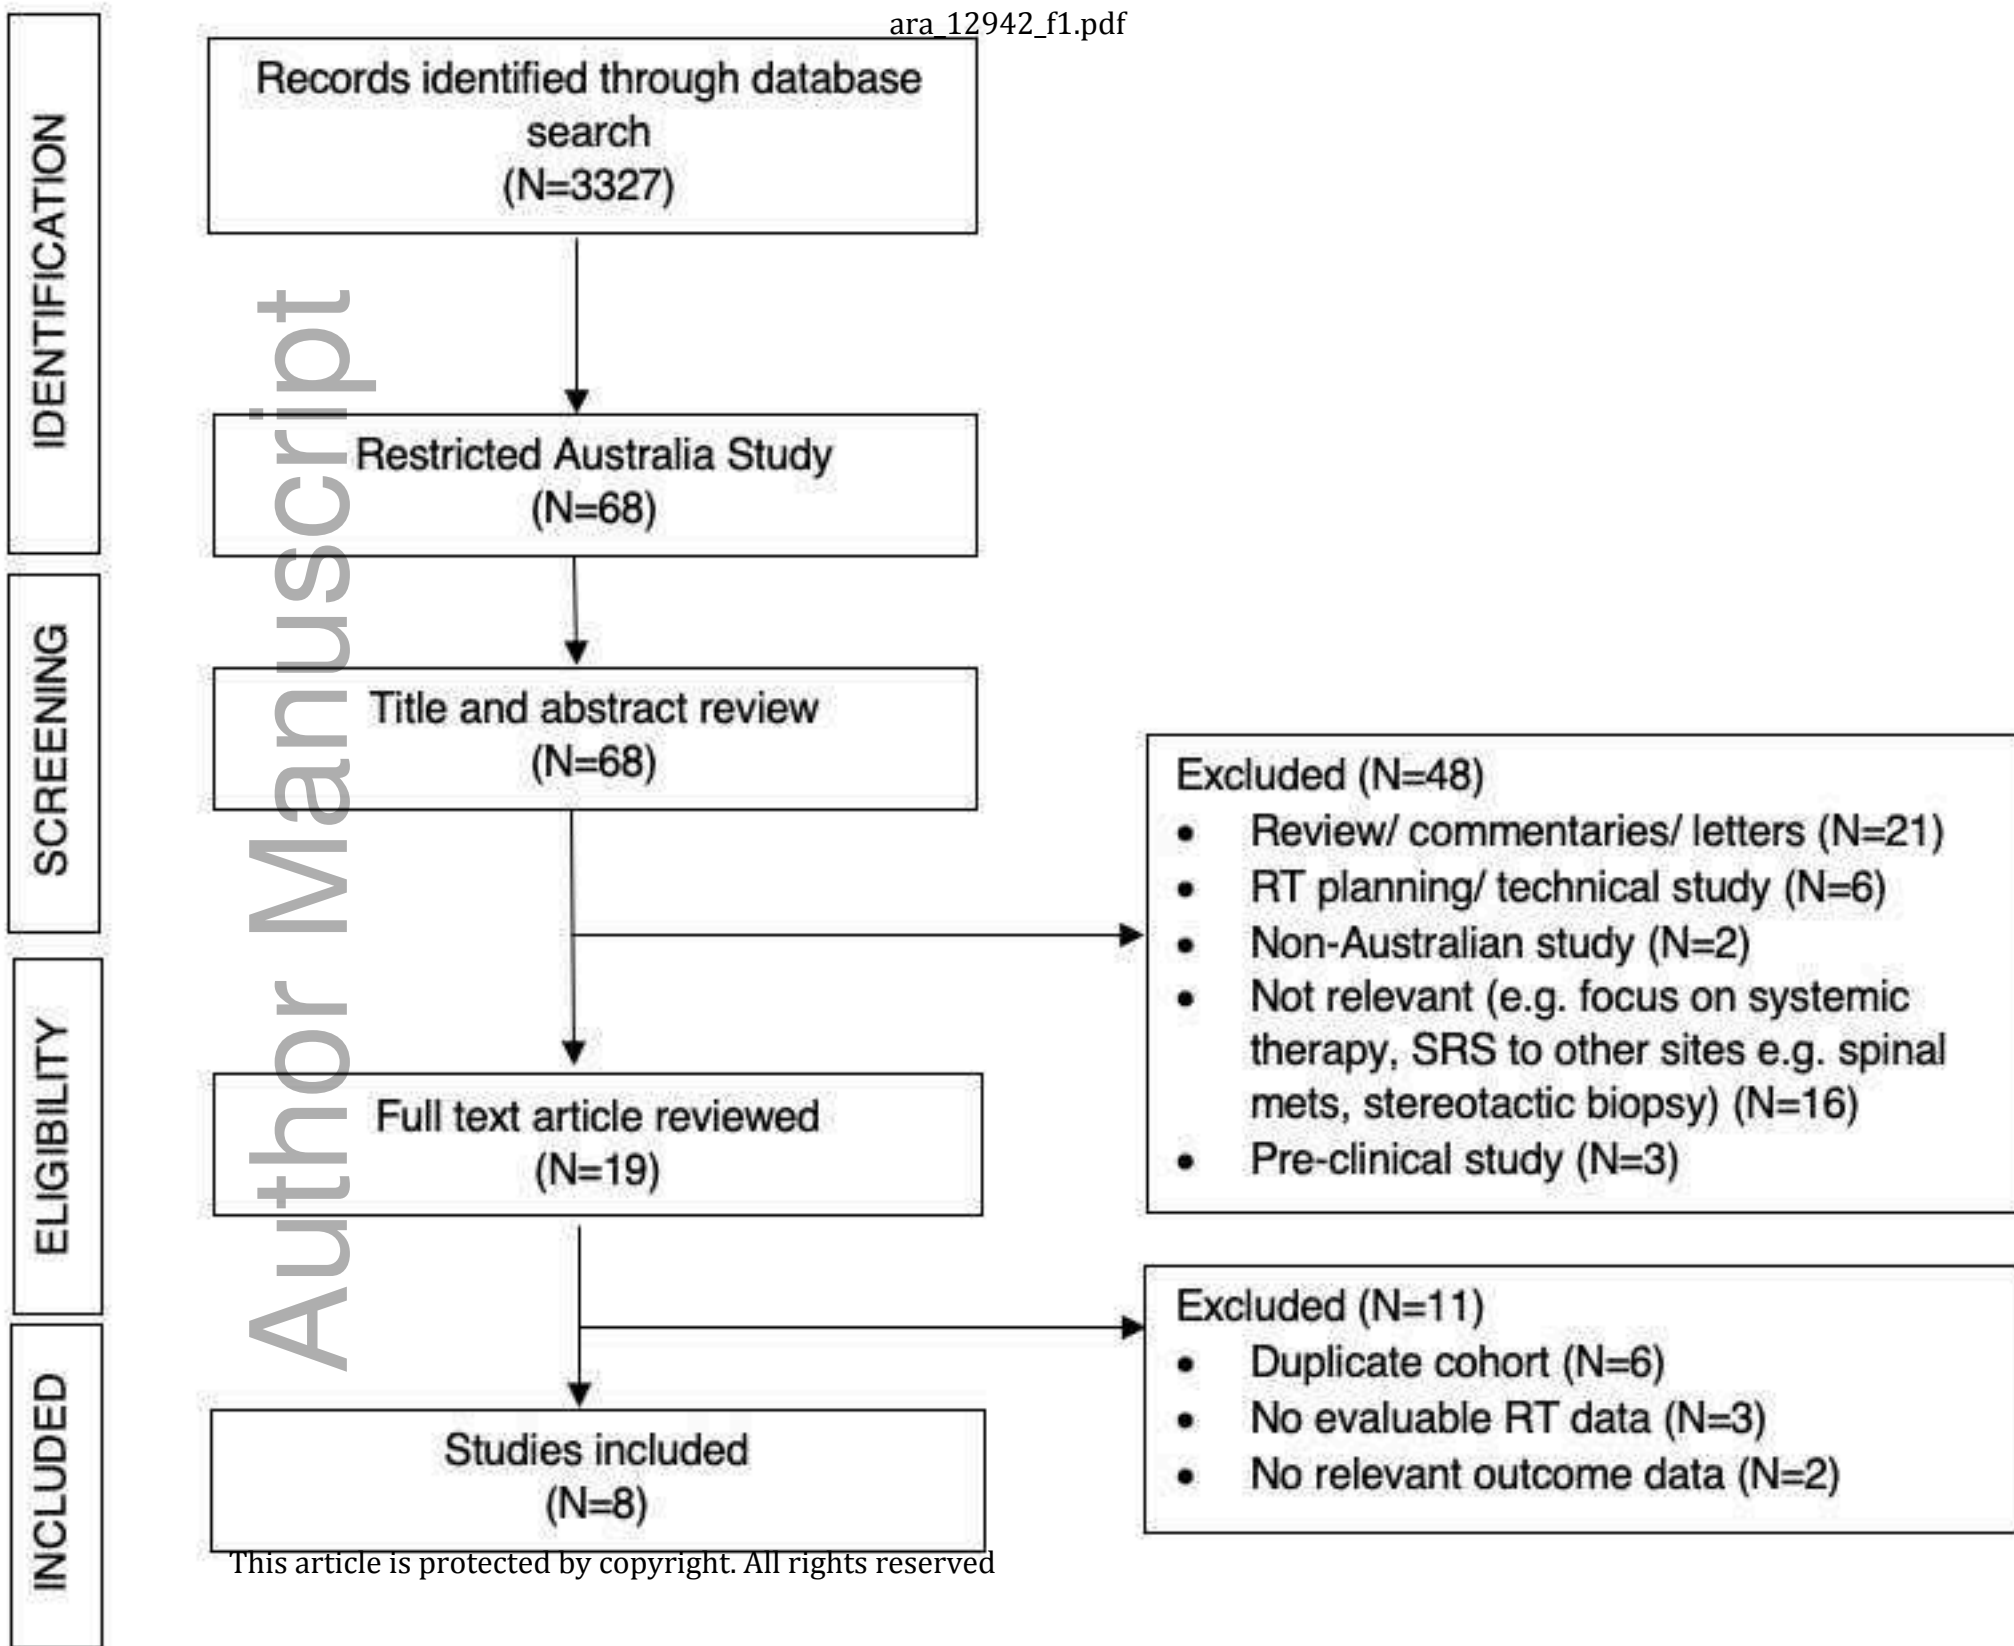 ara_12942_f1.pdf
IDENTIFICATION
Records identified through database
search
(N=3327)
Restricted Australia Study
(N=68)
SCREENING
Title and abstract review
(N=68)
Excluded (N=48)
• Review/ commentaries/ letters (N=21)
• RT planning/ technical study (N=6)
• Non-Australian study (N=2)
• Not relevant (e.g. focus on systemic
therapy, SRS to other sites e.g. spinal
mets, stereotactic biopsy) (N=16)
• Pre-clinical study (N=3)
ELIGIBILITY
Full text article reviewed
(N=19)
Excluded (N=11)
• Duplicate cohort (N=6)
• No evaluable RT data (N=3)
• No relevant outcome data (N=2)
INCLUDED
Studies included
(N=8)
Author Manuscript
This article is protected by copyright. All rights reserved